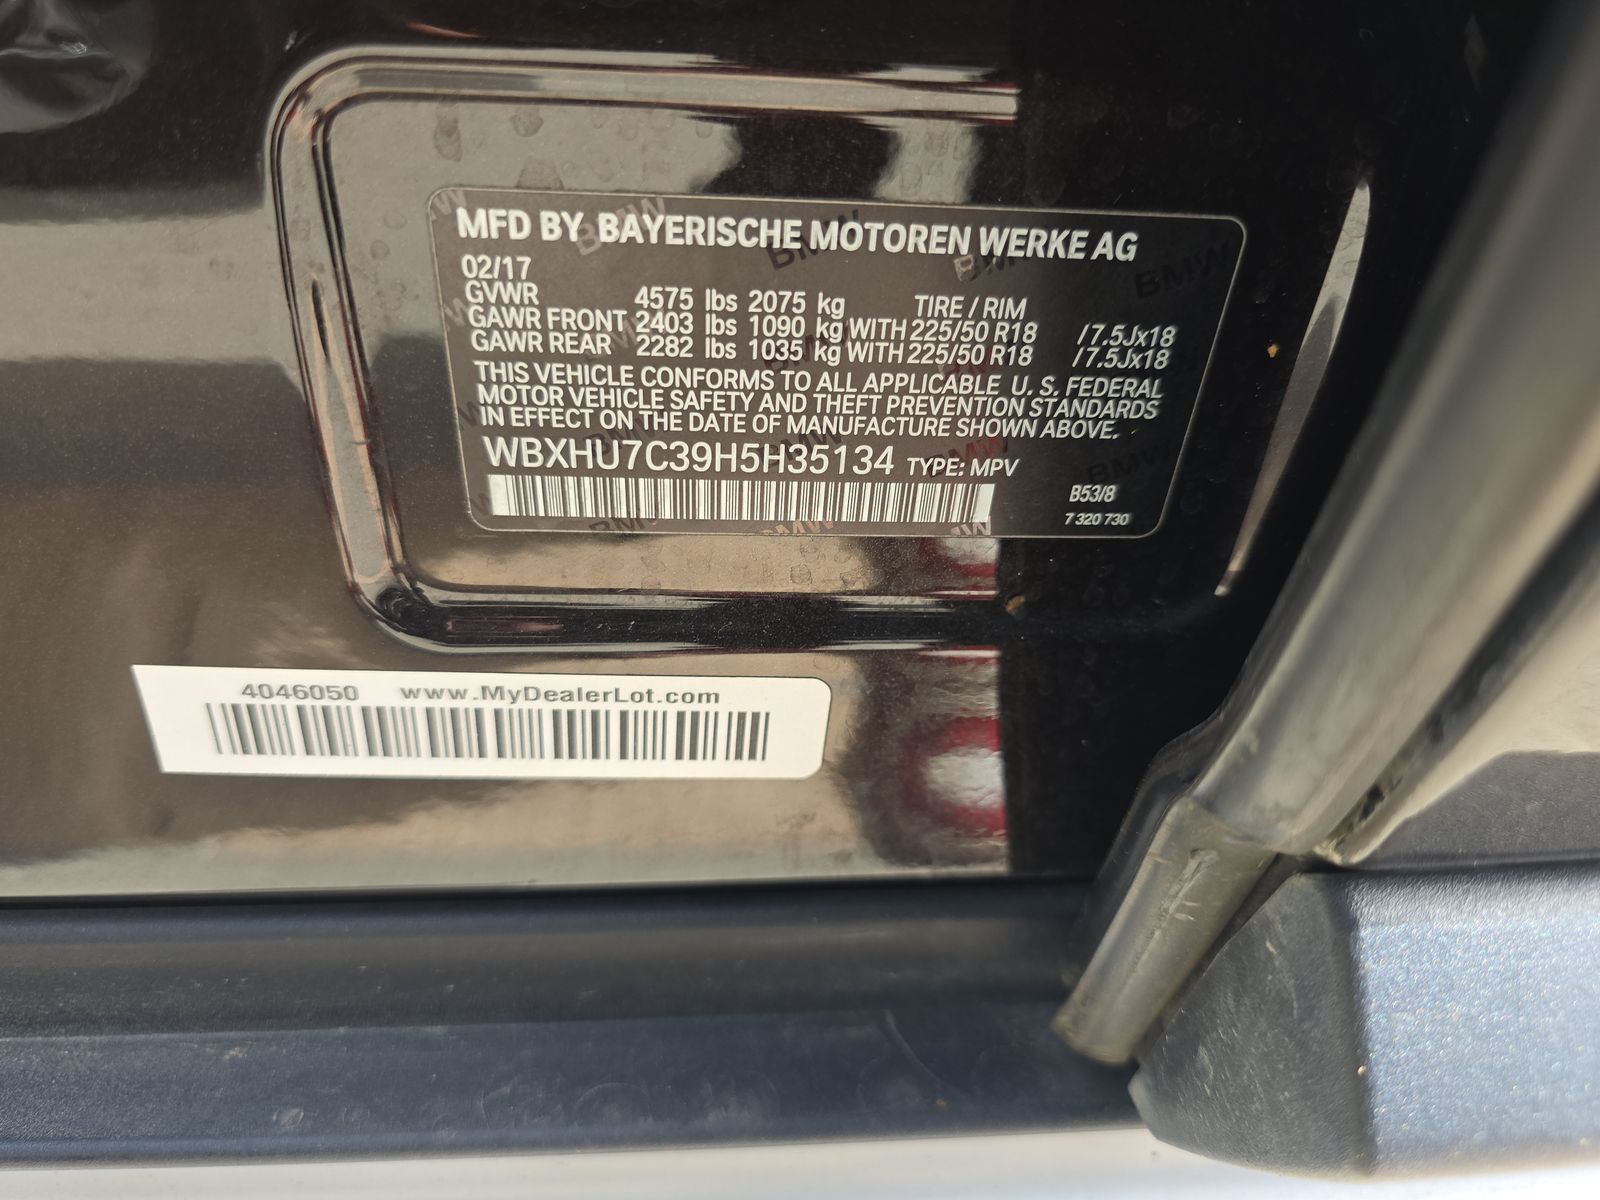 MFD BY BAYERISCHE MOTOREN WERKE AG
02/17
GVWR 4575 lbs 2075 kg TIRE / RIM
GAWR FRONT 2403 lbs 1090 kg WITH 225/50 R18 /7.5Jx18
GAWR REAR 2282 lbs 1035 kg WITH 225/50 R18 /7.5Jx18
THIS VEHICLE CONFORMS TO ALL APPLICABLE U. S. FEDERAL
MOTOR VEHICLE SAFETY AND THEFT PREVENTION STANDARDS
IN EFFECT ON THE DATE OF MANUFACTURE SHOWN ABOVE.
WBXHU7C39H5H35134 TYPE: MPV
B53/8
7 320 730
4046050 www.MyDealerLot.com